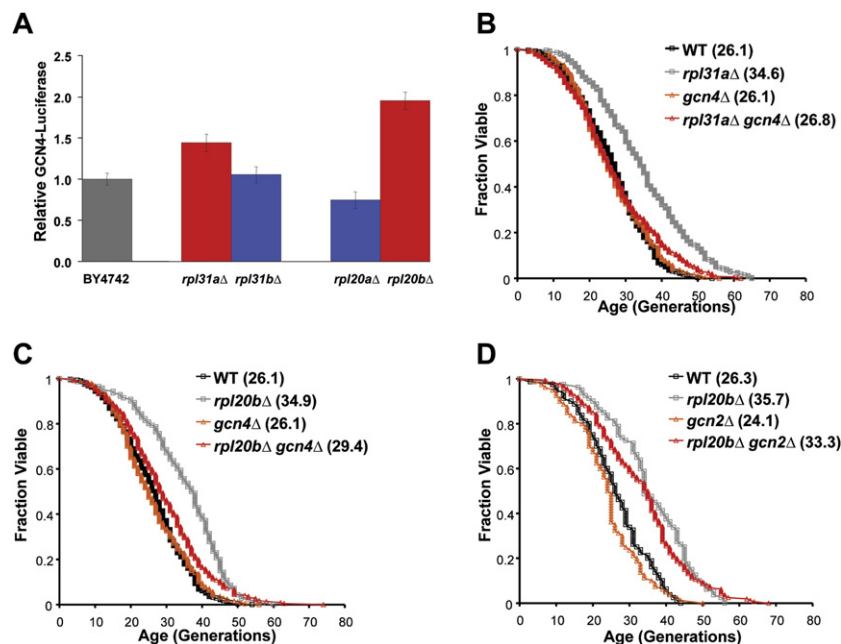 A
Relative GCN4-Luciferase
2.5
2.0
1.5
1.0
0.5
0.0
BY4742 rpl31aΔ rpl31bΔ rpl20aΔ rpl20bΔ
B
WT (26.1)
rpl31aΔ (34.6)
gcn4Δ (26.1)
rpl31aΔ gcn4Δ (26.8)
Fraction Viable
1
0.8
0.6
0.4
0.2
0
0 10 20 30 40 50 60 70 80
Age (Generations)
C
WT (26.1)
rpl20bΔ (34.9)
gcn4Δ (26.1)
rpl20bΔ gcn4Δ (29.4)
Fraction Viable
1
0.8
0.6
0.4
0.2
0
0 10 20 30 40 50 60 70 80
Age (Generations)
D
WT (26.3)
rpl20bΔ (35.7)
gcn2Δ (24.1)
rpl20bΔ gcn2Δ (33.3)
Fraction Viable
1
0.8
0.6
0.4
0.2
0
0 10 20 30 40 50 60 70 80
Age (Generations)